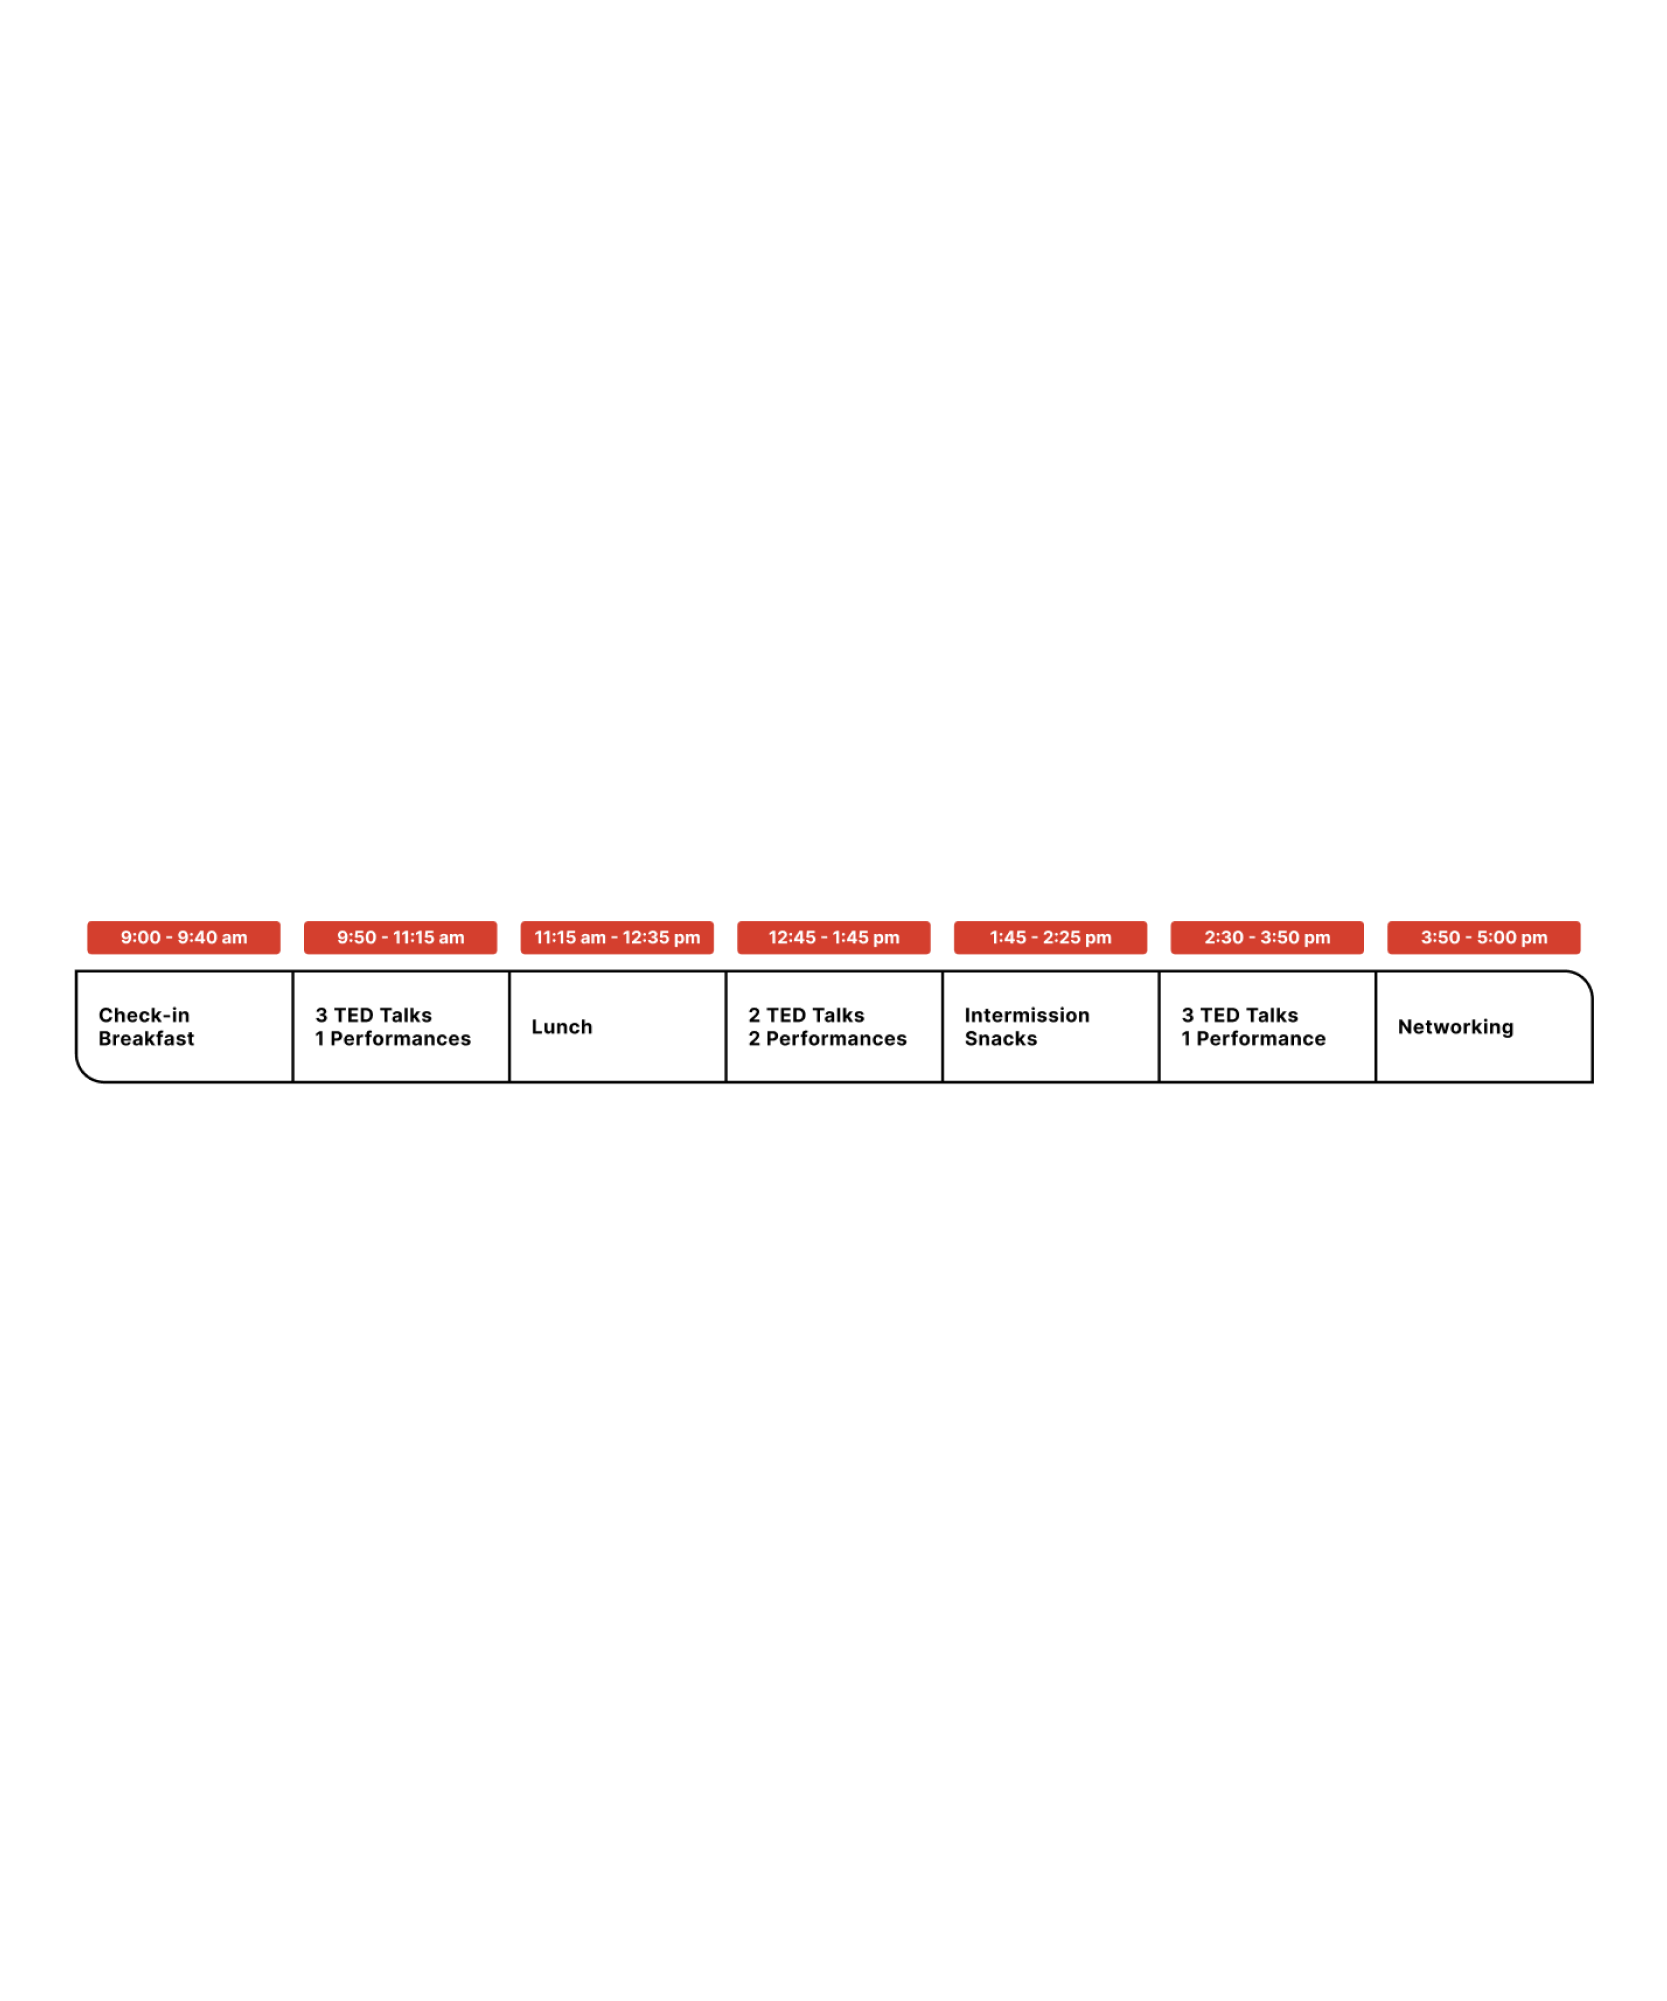 9:00 - 9:40 am
Check-in
Breakfast
9:50 - 11:15 am
3 TED Talks
1 Performances
11:15 am - 12:35 pm
Lunch
12:45 - 1:45 pm
2 TED Talks
2 Performances
1:45 - 2:25 pm
Intermission
Snacks
2:30 - 3:50 pm
3 TED Talks
1 Performance
3:50 - 5:00 pm
Networking